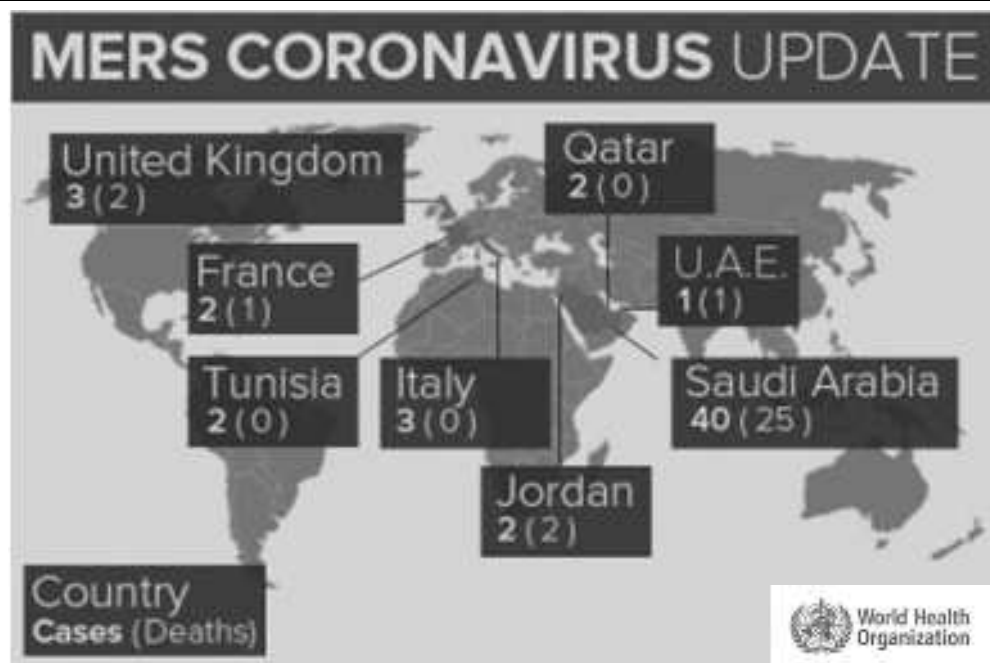 MERS CORONAVIRUS UPDATE
United Kingdom
3 (2)
Qatar
2 (0)
France
2 (1)
U.A.E.
1 (1)
Tunisia
2 (0)
Italy
3 (0)
Saudi Arabia
40 (25)
Jordan
2 (2)
Country
Cases (Deaths)
World Health
Organization